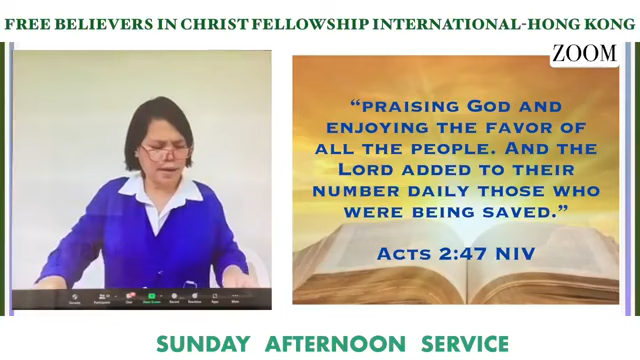 FREE BELIEVERS IN CHRIST FELLOWSHIP INTERNATIONAL-HONG KONG
ZOOM
“PRAISING GOD AND
ENJOYING THE FAVOR OF
ALL THE PEOPLE. AND THE
LORD ADDED TO THEIR
NUMBER DAILY THOSE WHO
WERE BEING SAVED.”
ACTS 2:47 NIV
SUNDAY AFTERNOON SERVICE